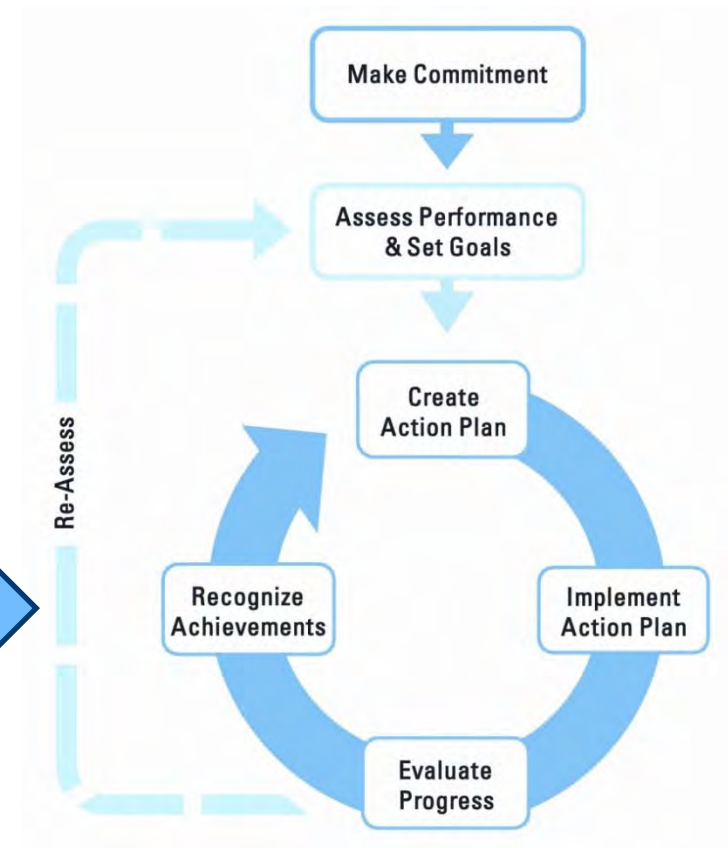 Make Commitment
Assess Performance
& Set Goals
Create
Action Plan
Re-Assess
Recognize
Achievements
Implement
Action Plan
Evaluate
Progress